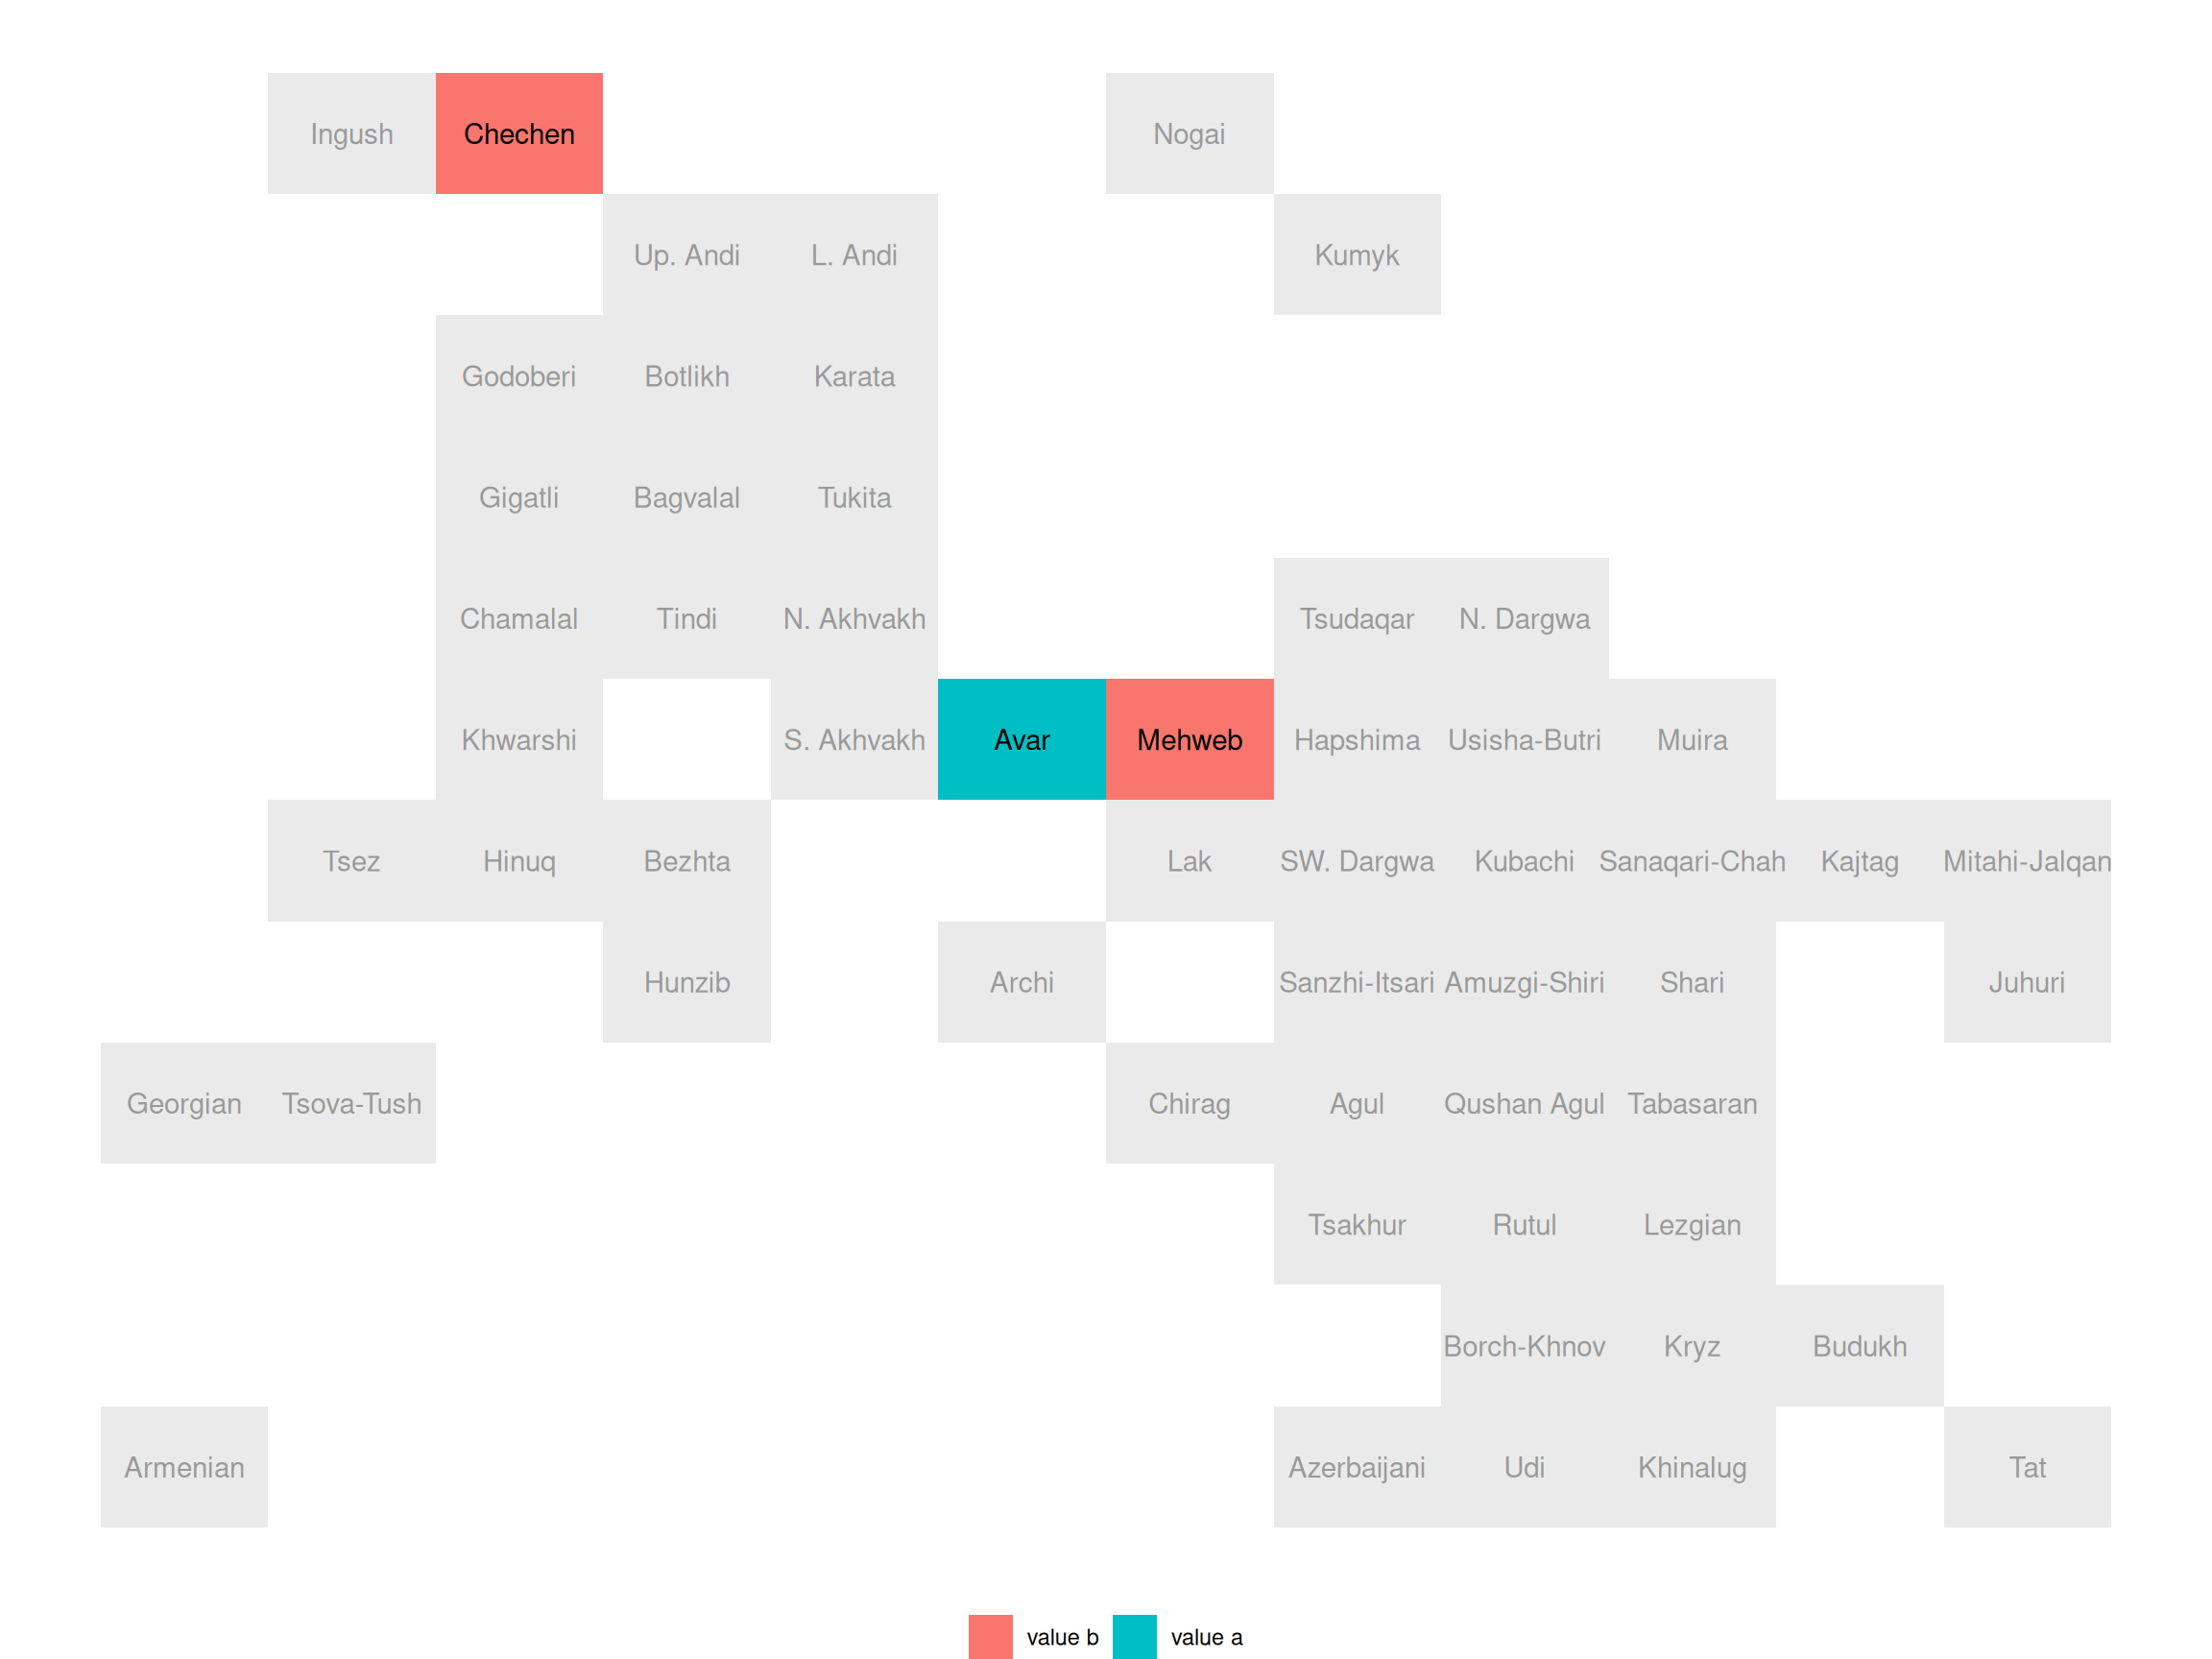 Ingush Chechen Nogai
Up. Andi L. Andi Kumyk
Godoberi Botlikh Karata
Gigatli Bagvalal Tukita
Chamalal Tindi N. Akhvakh Tsudaqar N. Dargwa
Khwarshi S. Akhvakh Avar Mehweb Hapshima Usisha-Butri Muira
Tsez Hinuq Bezhta Lak SW. Dargwa Kubachi Sanaqari-Chah Kajtag Mitahi-Jalqan
Hunzib Archi Sanzhi-Itsari Amuzgi-Shiri Shari Juhuri
Georgian Tsova-Tush Chirag Agul Qushan Agul Tabasaran
Tsakhur Rutul Lezgian
Borch-Khnov Kryz Budukh
Armenian Azerbaijani Udi Khinalug Tat
value b value a